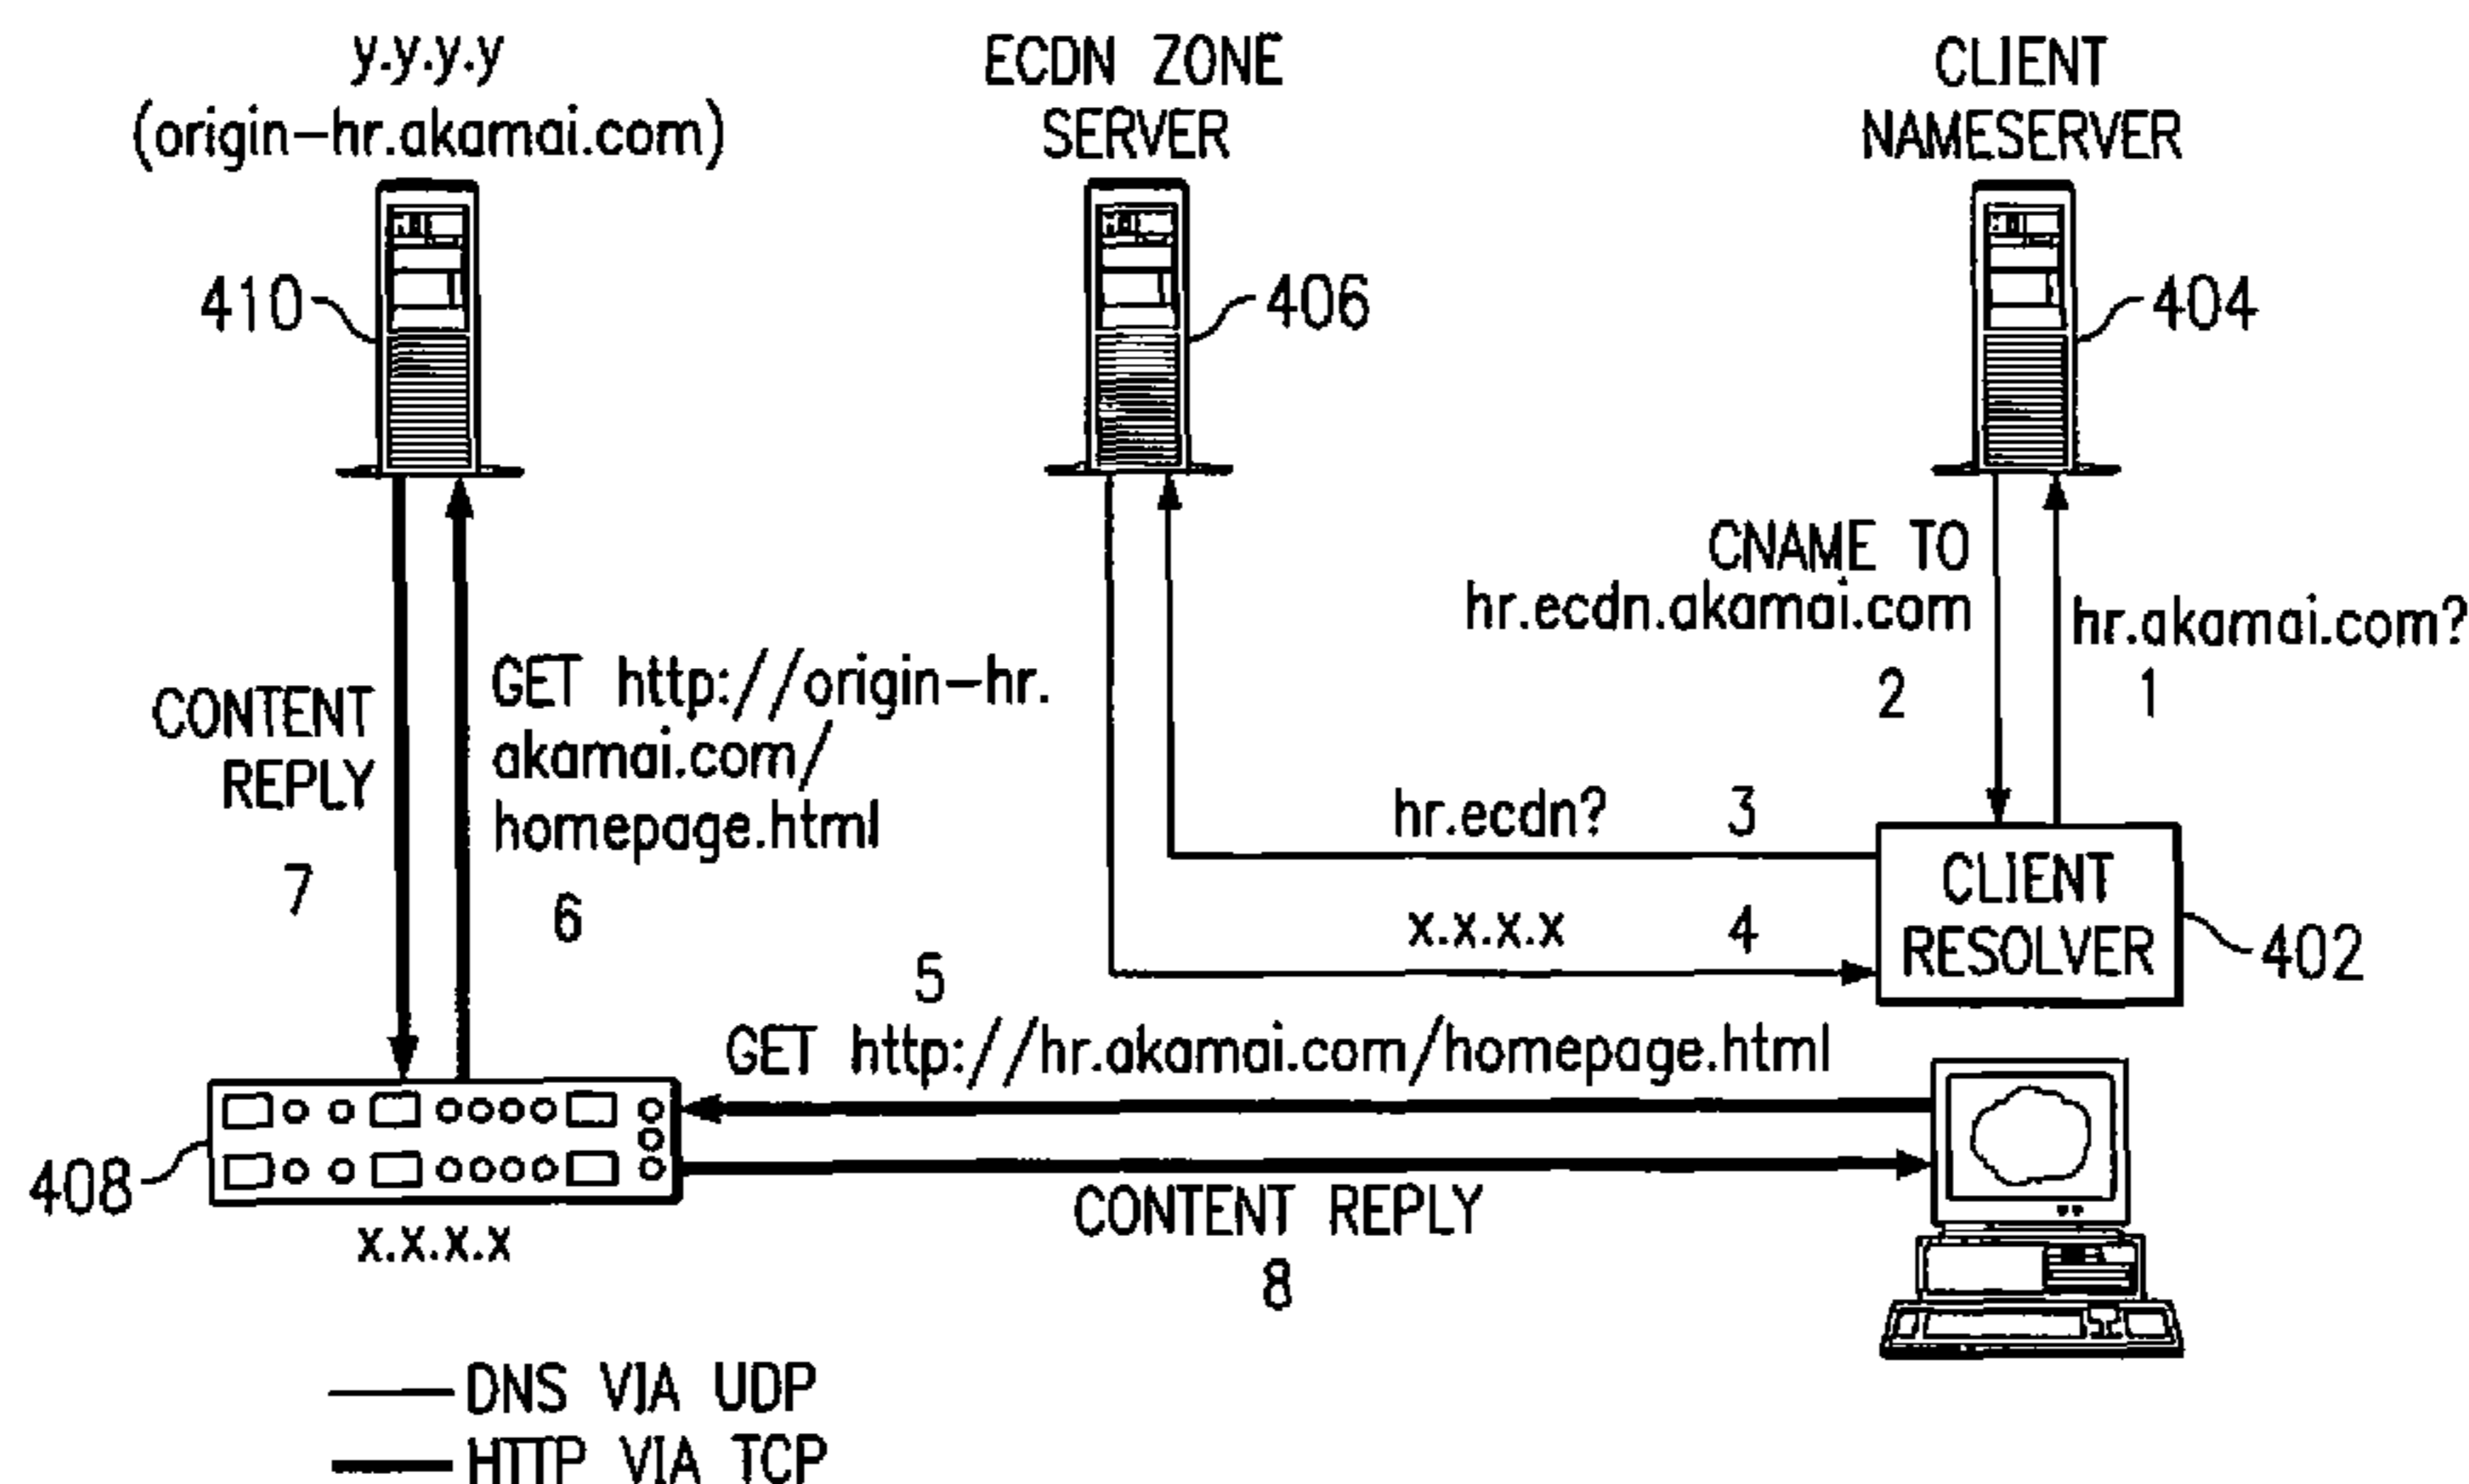 y.y.y.y
(origin-hr.akamai.com)
ECDN ZONE
SERVER
CLIENT
NAMESERVER
410
406
404
CNAME TO
hr.ecdn.akamai.com
2
hr.akamai.com?
1
CONTENT
REPLY
7
GET http://origin-hr.
akamai.com/
homepage.html
6
hr.ecdn? 3
x.x.x.x 4
CLIENT
RESOLVER
402
5
GET http://hr.akamai.com/homepage.html
408
x.x.x.x
CONTENT REPLY
8
DNS VIA UDP
HTTP VIA TCP